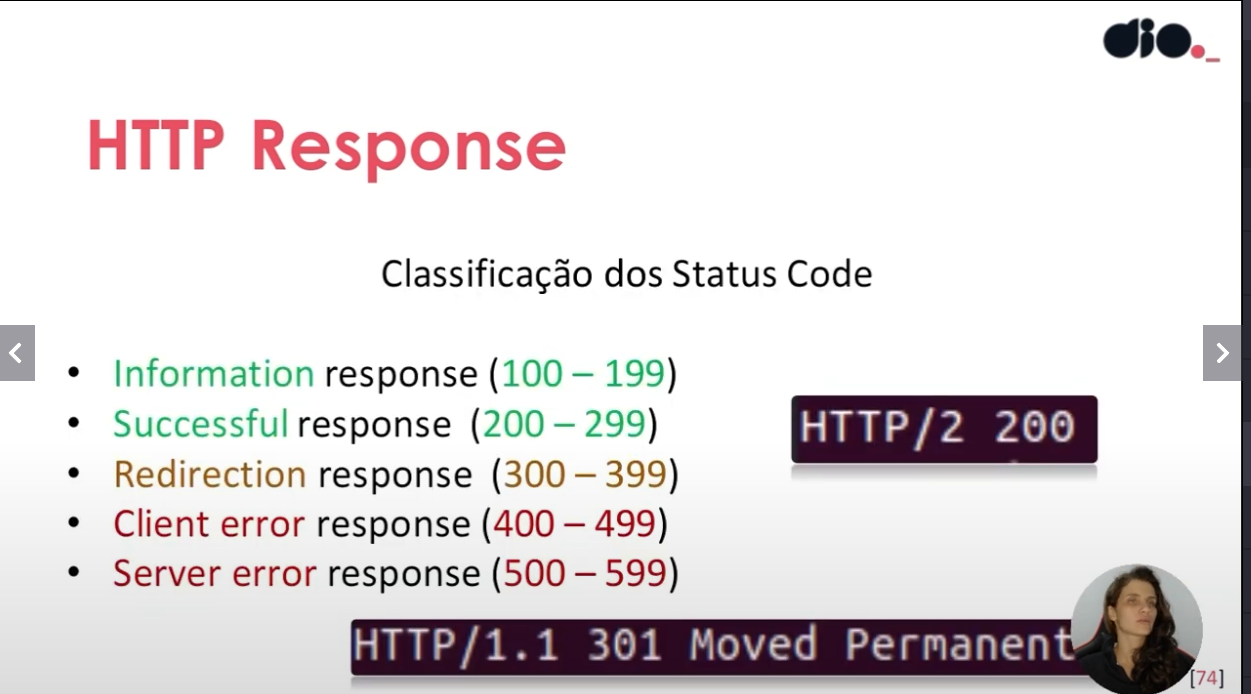 dio._
HTTP Response
Classificação dos Status Code
• Information response (100 – 199)
• Successful response (200 – 299)
• Redirection response (300 – 399)
• Client error response (400 – 499)
• Server error response (500 – 599)
HTTP/2 200
HTTP/1.1 301 Moved Permanent
[74]